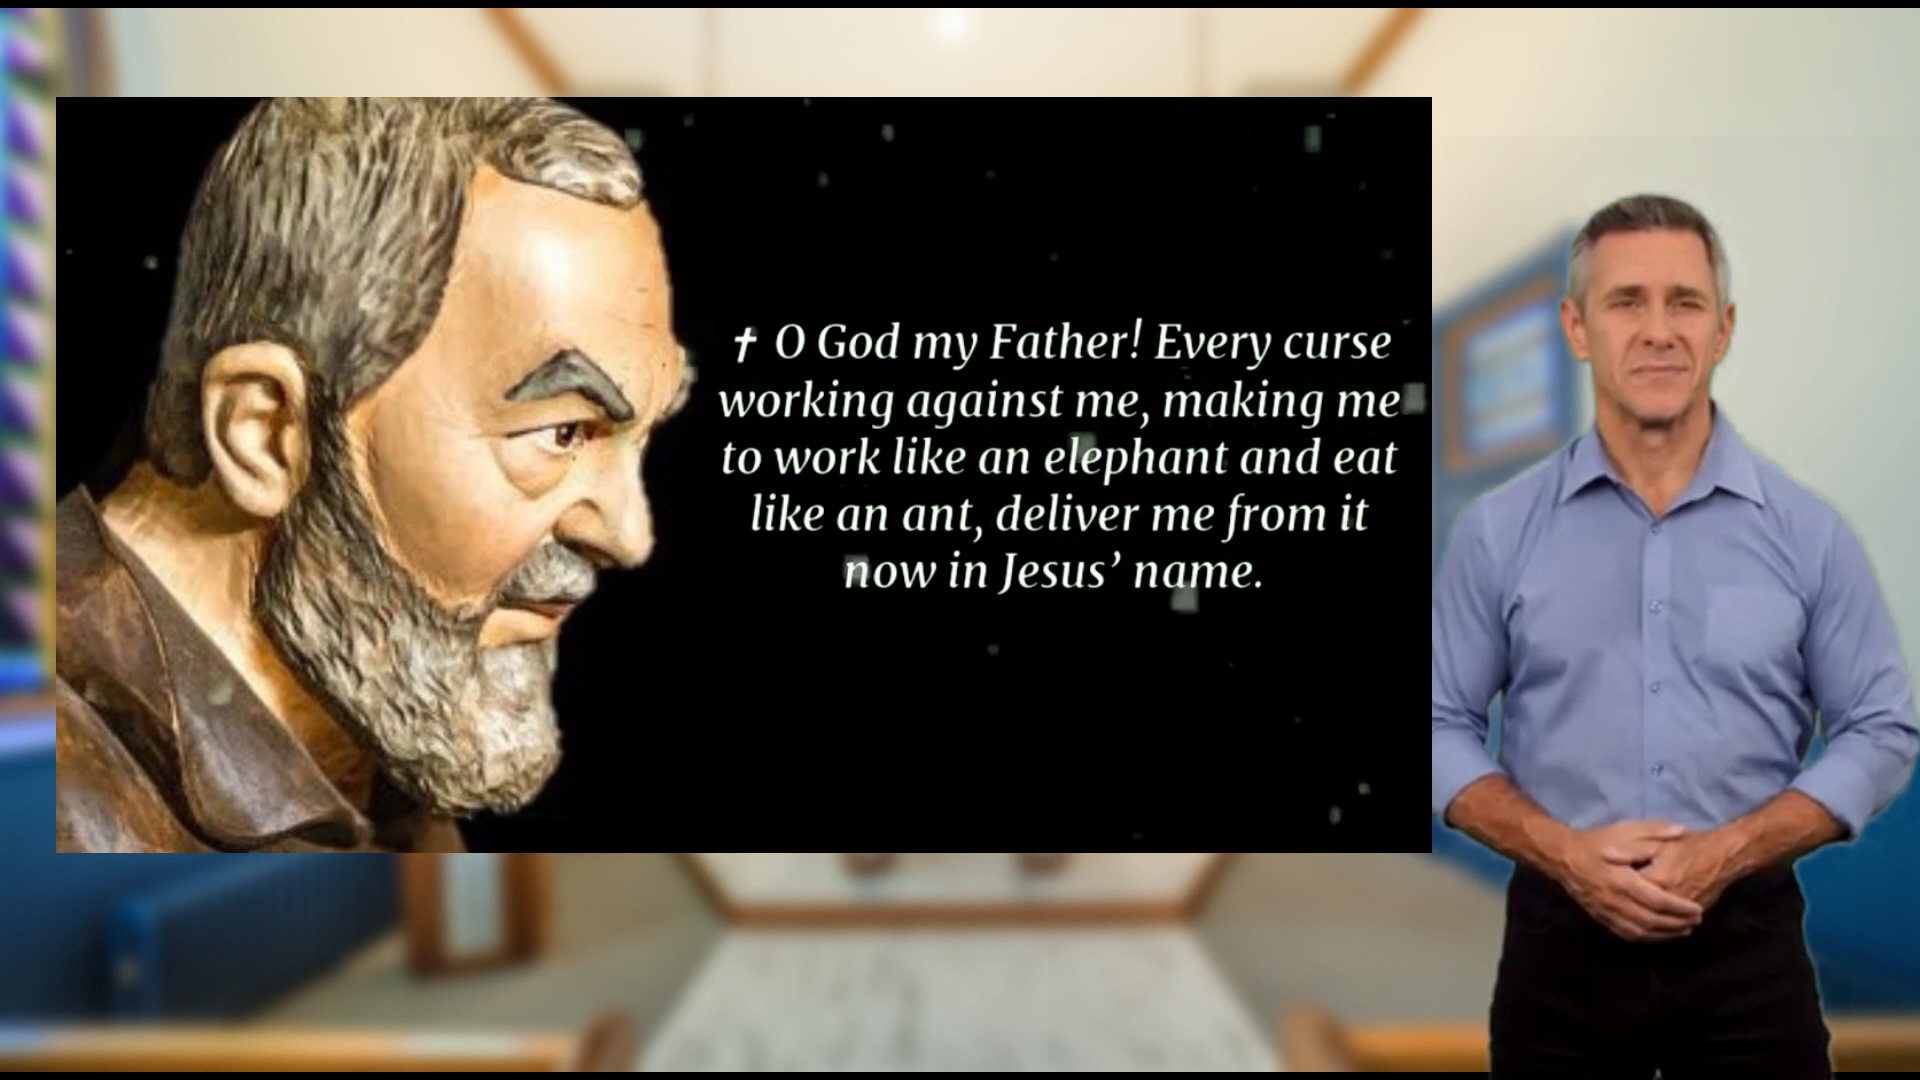 ✝ O God my Father! Every curse
working against me, making me
to work like an elephant and eat
like an ant, deliver me from it
now in Jesus’ name.